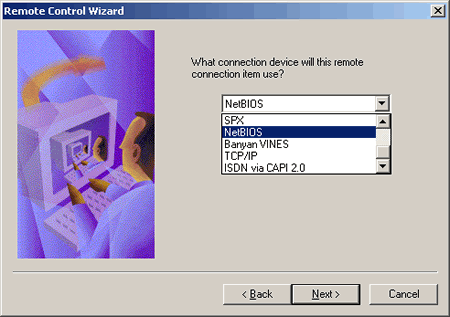 Remote Control Wizard
What connection device will this remote
connection item use?
NetBIOS
SPX
NetBIOS
Banyan VINES
TCP/IP
ISDN via CAPI 2.0
< Back
Next >
Cancel